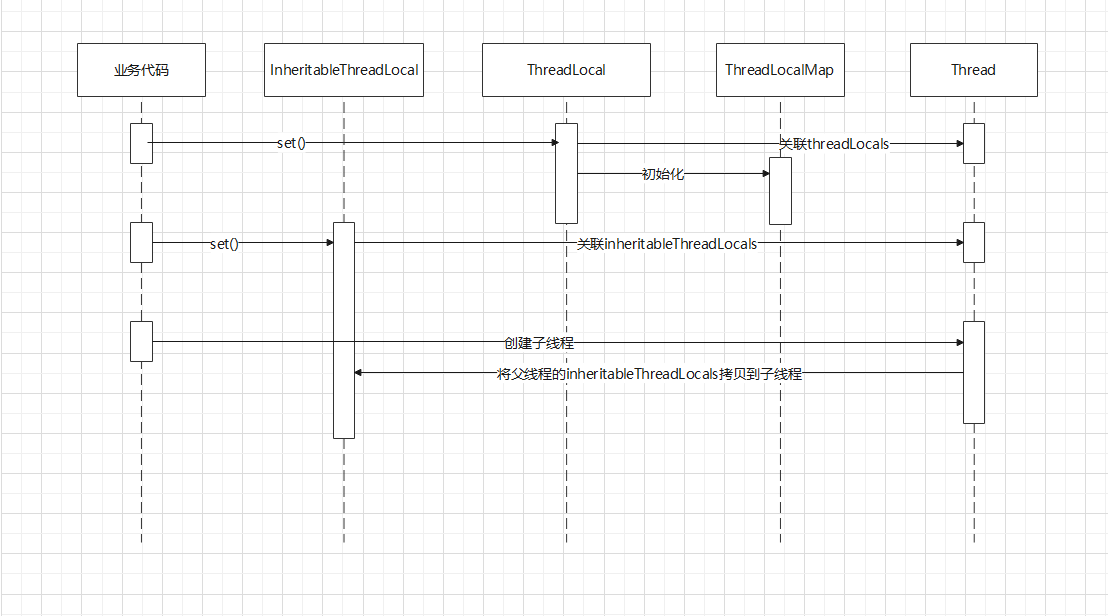 业务代码
InheritableThreadLocal
ThreadLocal
ThreadLocalMap
Thread
set()
关联threadLocals
初始化
set()
关联inheritableThreadLocals
创建子线程
将父线程的inheritableThreadLocals拷贝到子线程